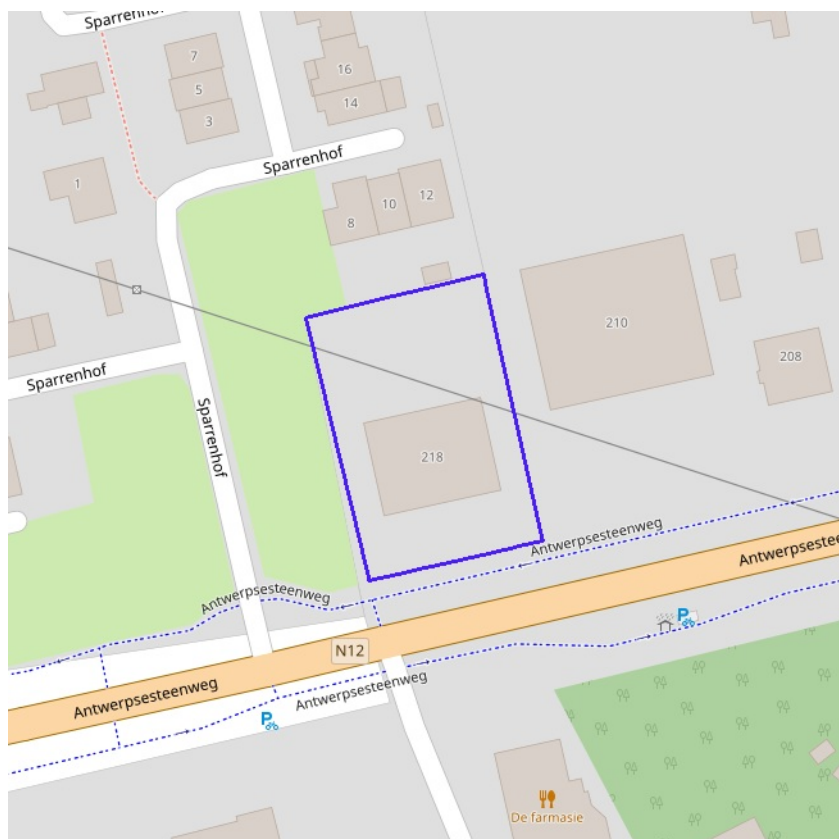 Sparrenhof
7
16
5
14
3
Sparrenhof
1
12
10
8
210
208
Sparrenhof
Sparrenhof
218
Antwerpsesteenweg
Antwerpsestee
Antwerpsesteenweg
P
N12
Antwerpsesteenweg
Antwerpsesteenweg
P
De farmasie